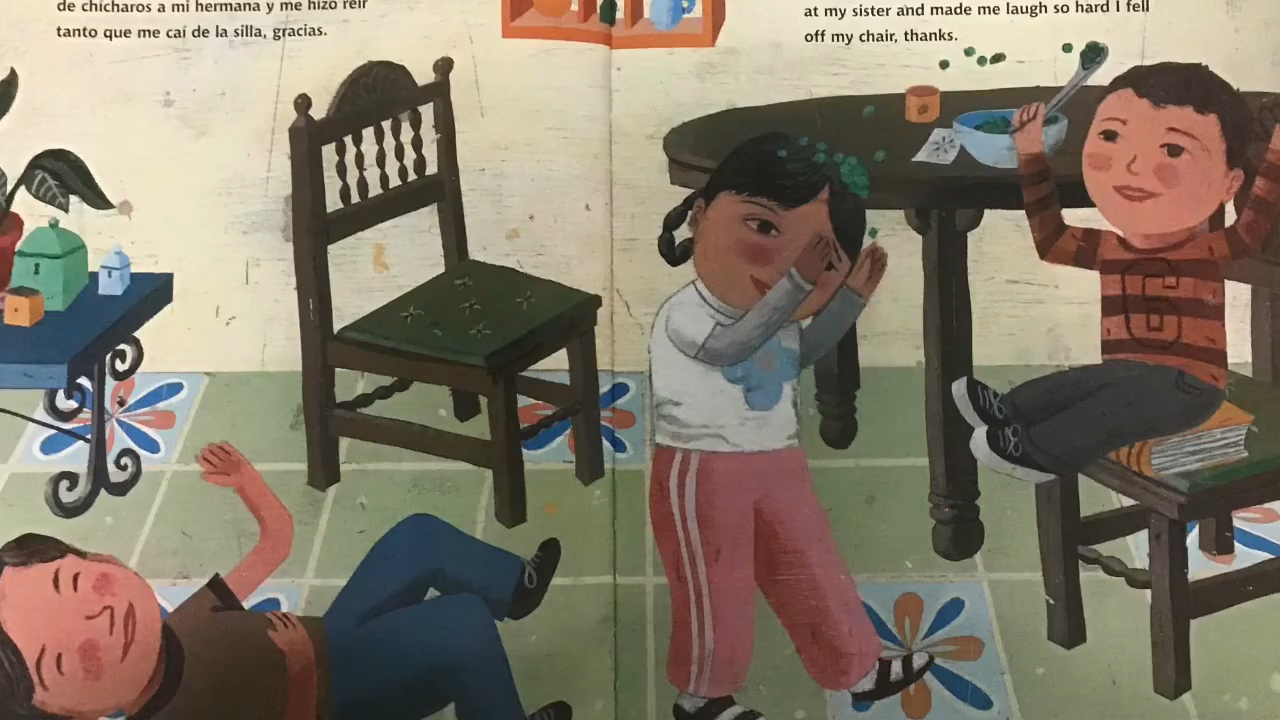 de chícharos a mi hermana y me hizo reír
tanto que me caí de la silla, gracias.
at my sister and made me laugh so hard I fell
off my chair, thanks.
6